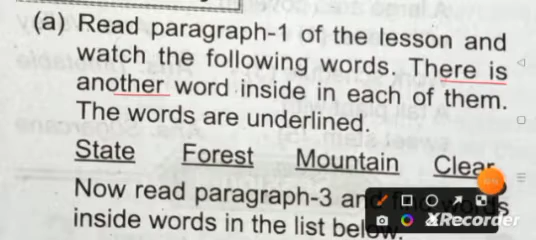 (a) Read paragraph-1 of the lesson and
watch the following words. There is
another word inside in each of them.
The words are underlined.
State Forest Mountain Clear
Now read paragraph-3 and
inside words in the list below.
XRecorder